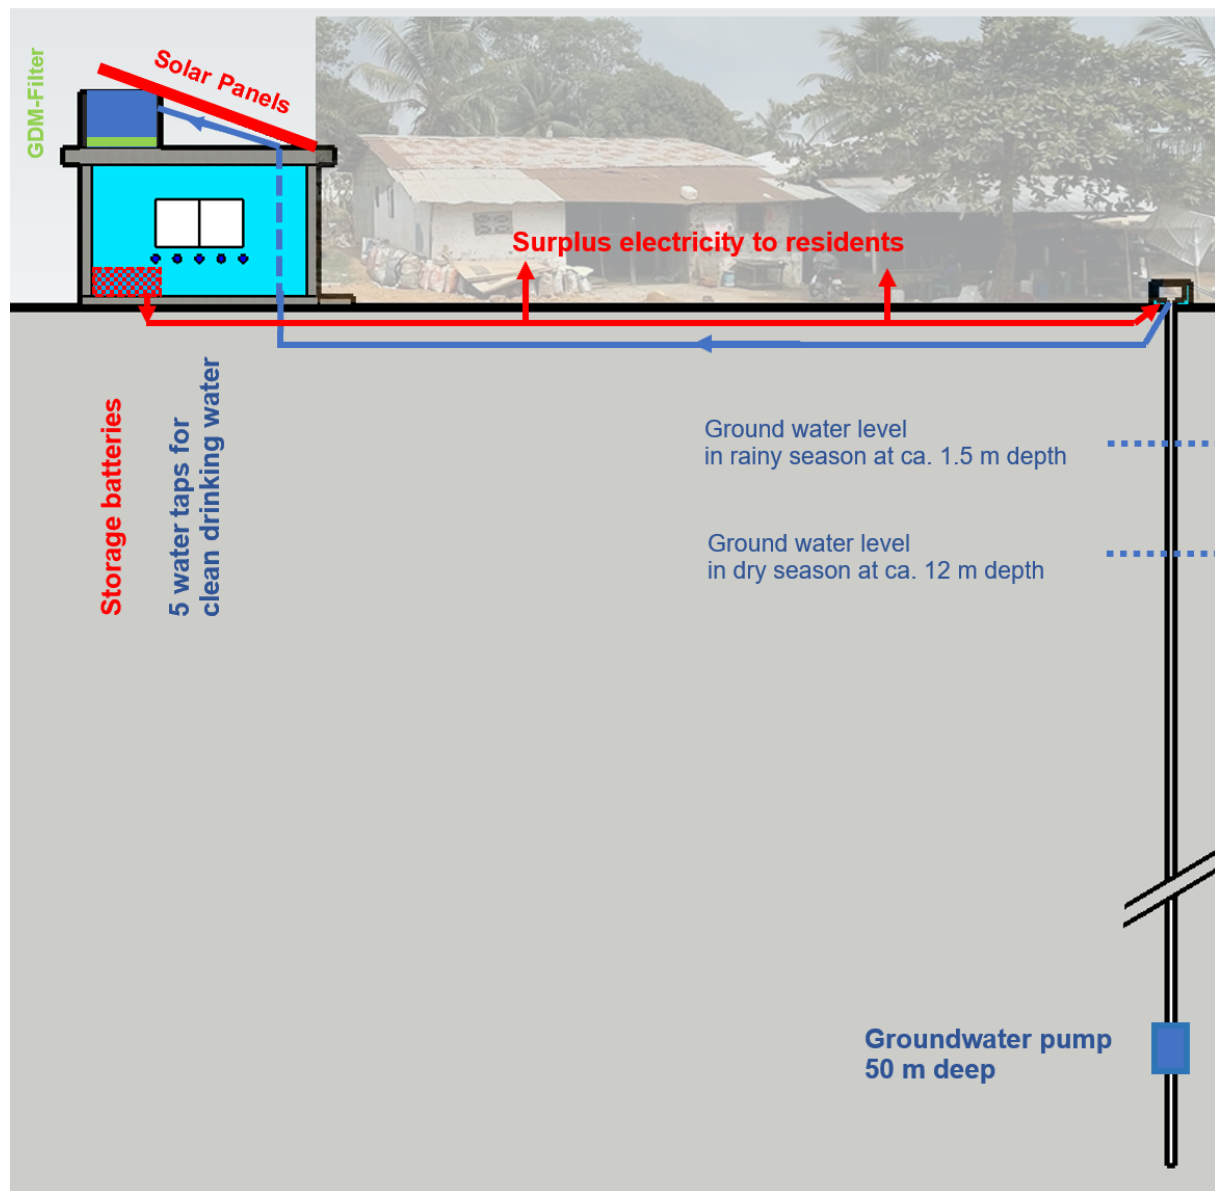 GDM-Filter
Solar Panels
Surplus electricity to residents
Storage batteries
5 water taps for
clean drinking water
Ground water level
in rainy season at ca. 1.5 m depth
Ground water level
in dry season at ca. 12 m depth
Groundwater pump
50 m deep